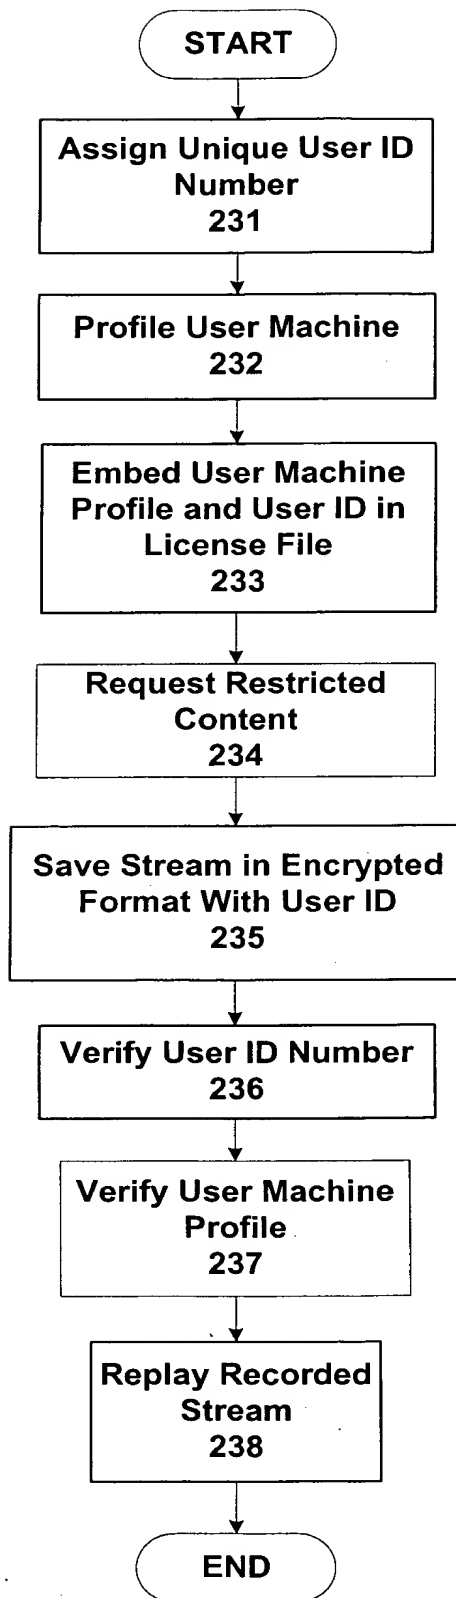 START
Assign Unique User ID
Number
231
Profile User Machine
232
Embed User Machine
Profile and User ID in
License File
233
Request Restricted
Content
234
Save Stream in Encrypted
Format With User ID
235
Verify User ID Number
236
Verify User Machine
Profile
237
Replay Recorded
Stream
238
END